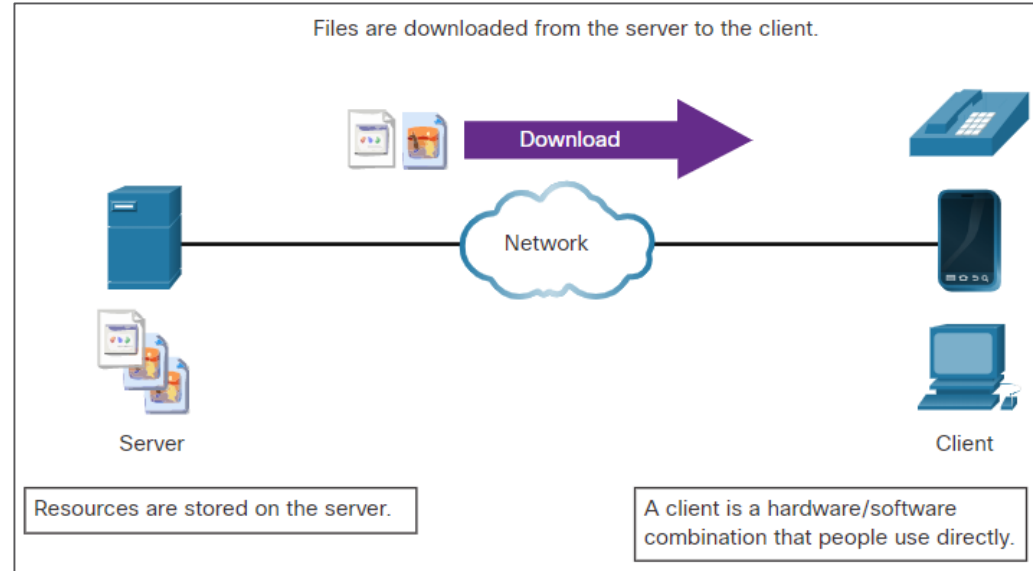 Files are downloaded from the server to the client.
Download
Network
Server
Client
Resources are stored on the server.
A client is a hardware/software
combination that people use directly.